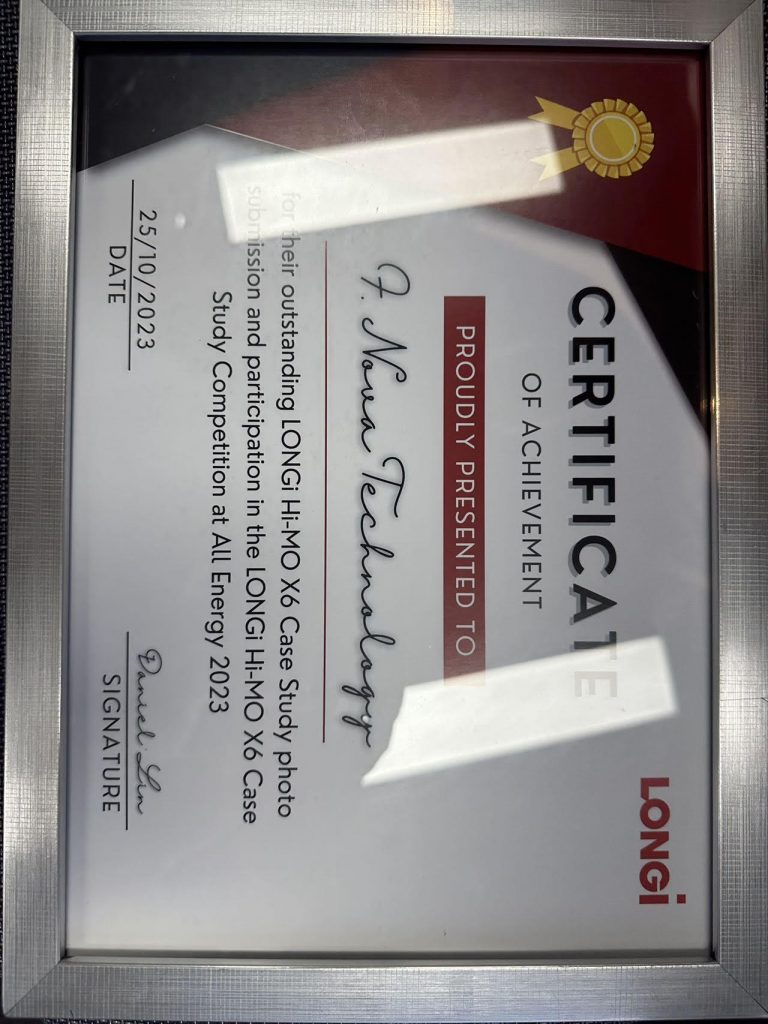 LONGi
CERTIFICATE
OF ACHIEVEMENT
PROUDLY PRESENTED TO
F. Nova Technology
for their outstanding LONGi Hi-MO X6 Case Study photo
submission and participation in the LONGi Hi-MO X6 Case
Study Competition at All Energy 2023
25/10/2023
DATE
Daniel Lin
SIGNATURE